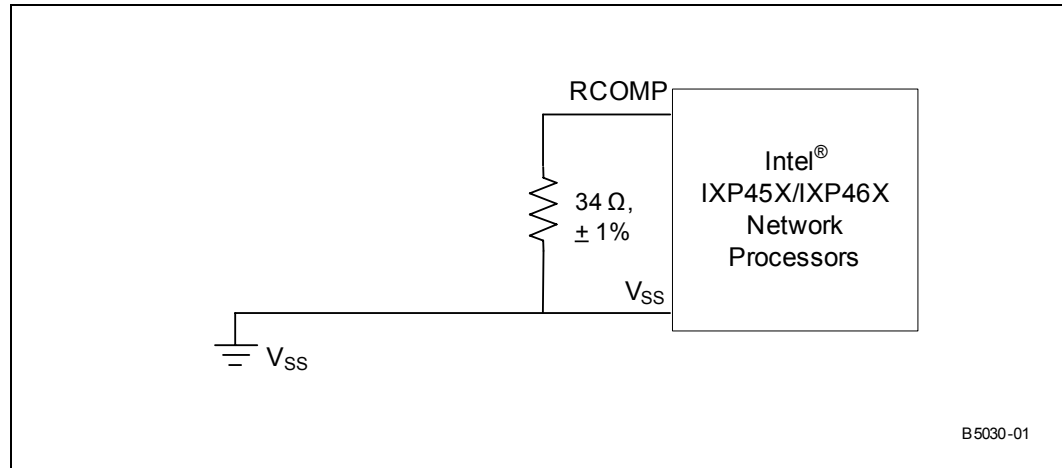 RCOMP
Intel®
IXP45X/IXP46X
Network
Processors
34 Ω,
± 1%
VSS
VSS
B5030-01